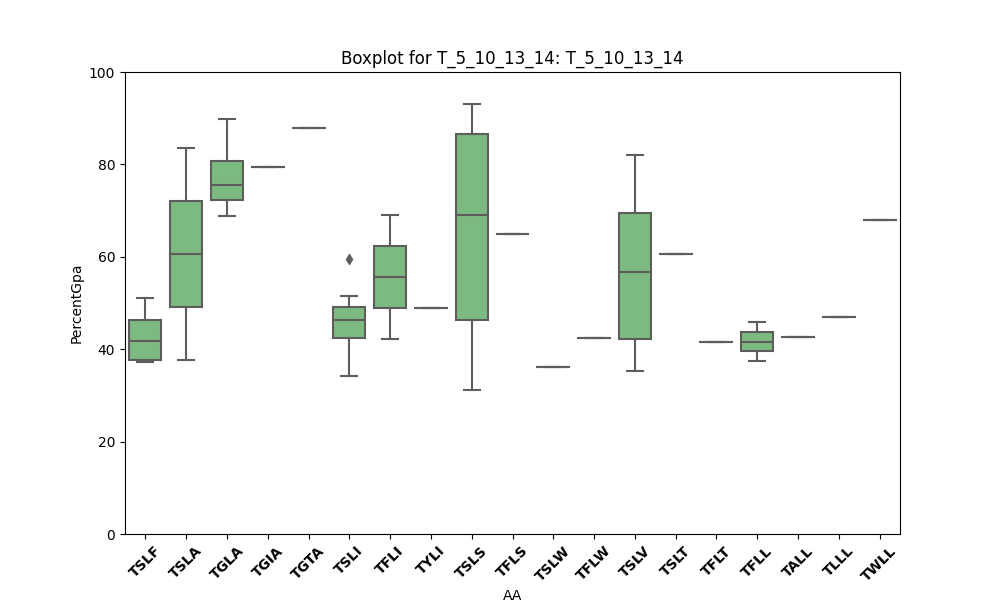 Boxplot for T_5_10_13_14: T_5_10_13_14
PercentGpa
100
80
60
40
20
0
TSLF TSLA TGLA TGIA TGTA TSLI TFLI TYLI TSLS TFLS TSLW TFLW TSLV TSLT TFLT TFLL TALL TLLL TWLL
AA